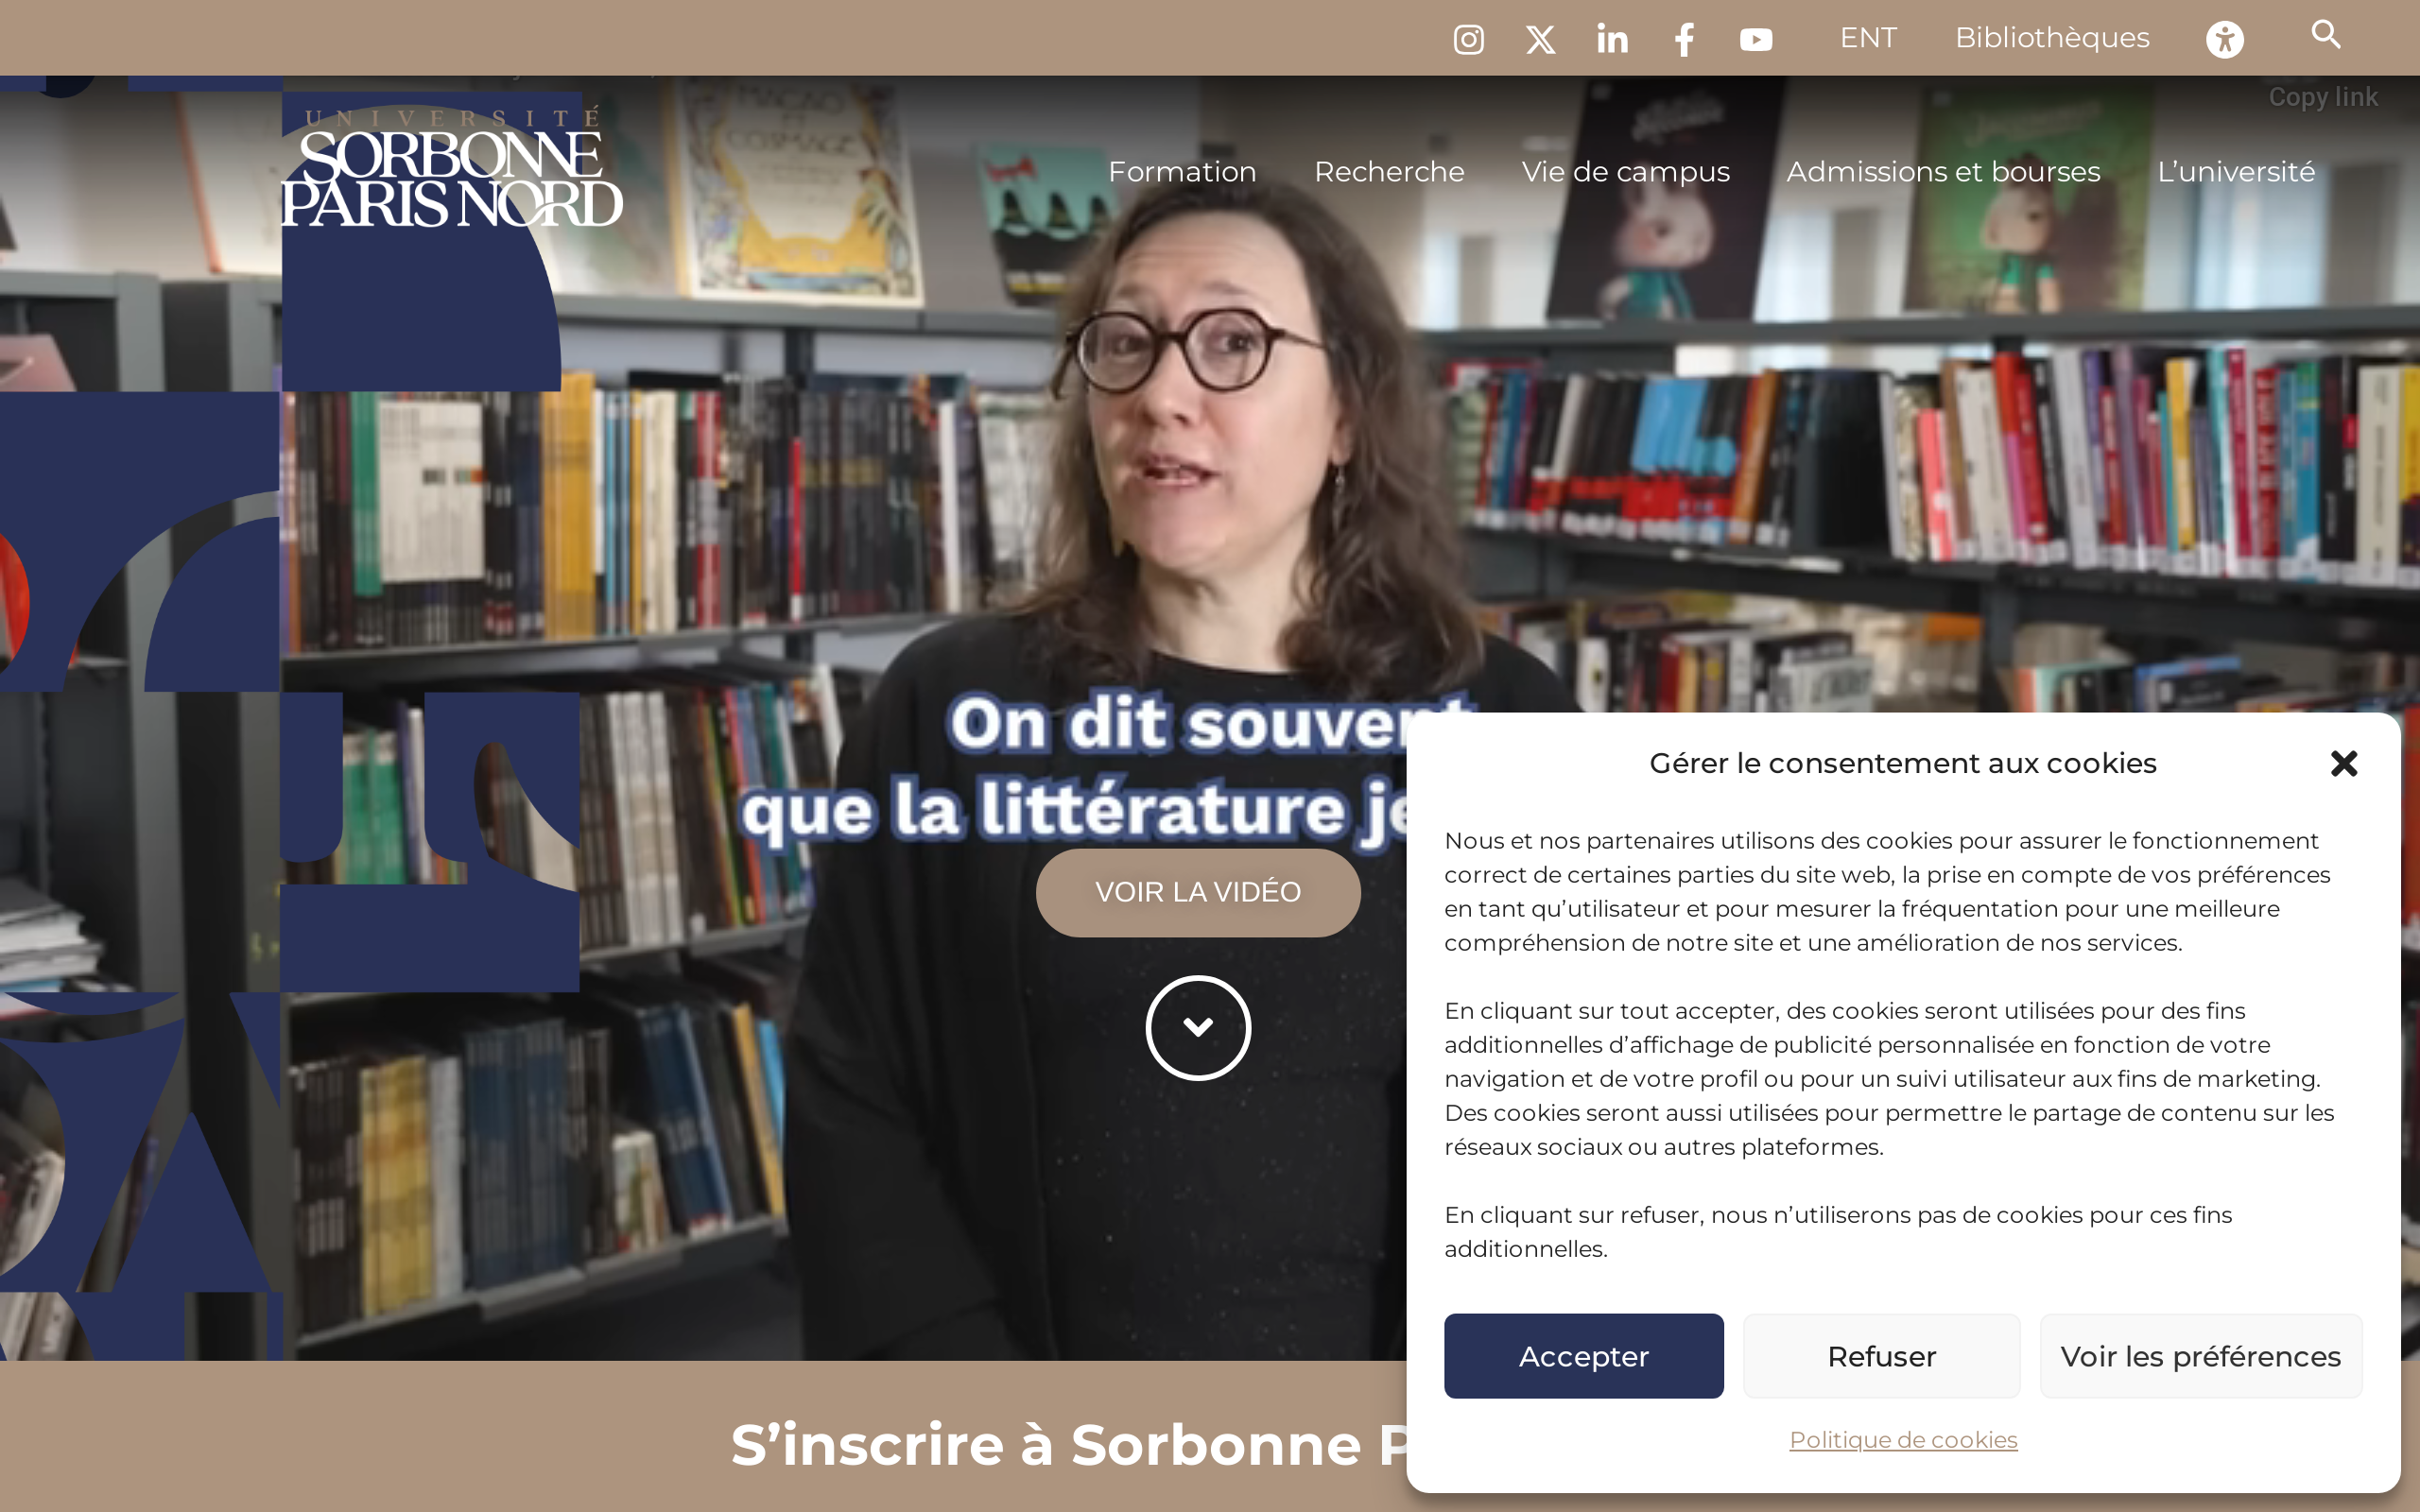 ENT
Bibliothèques
Copy link
UNIVERSITÉ
SORBONNE
PARIS NORD
Formation
Recherche
Vie de campus
Admissions et bourses
L’université
MACAO
ET
COSMAGE
On dit souvent
que la littérature je
VOIR LA VIDÉO
Gérer le consentement aux cookies
Nous et nos partenaires utilisons des cookies pour assurer le fonctionnement
correct de certaines parties du site web, la prise en compte de vos préférences
en tant qu’utilisateur et pour mesurer la fréquentation pour une meilleure
compréhension de notre site et une amélioration de nos services.
En cliquant sur tout accepter, des cookies seront utilisées pour des fins
additionnelles d’affichage de publicité personnalisée en fonction de votre
navigation et de votre profil ou pour un suivi utilisateur aux fins de marketing.
Des cookies seront aussi utilisées pour permettre le partage de contenu sur les
réseaux sociaux ou autres plateformes.
En cliquant sur refuser, nous n’utiliserons pas de cookies pour ces fins
additionnelles.
Accepter
Refuser
Voir les préférences
Politique de cookies
S’inscrire à Sorbonne P